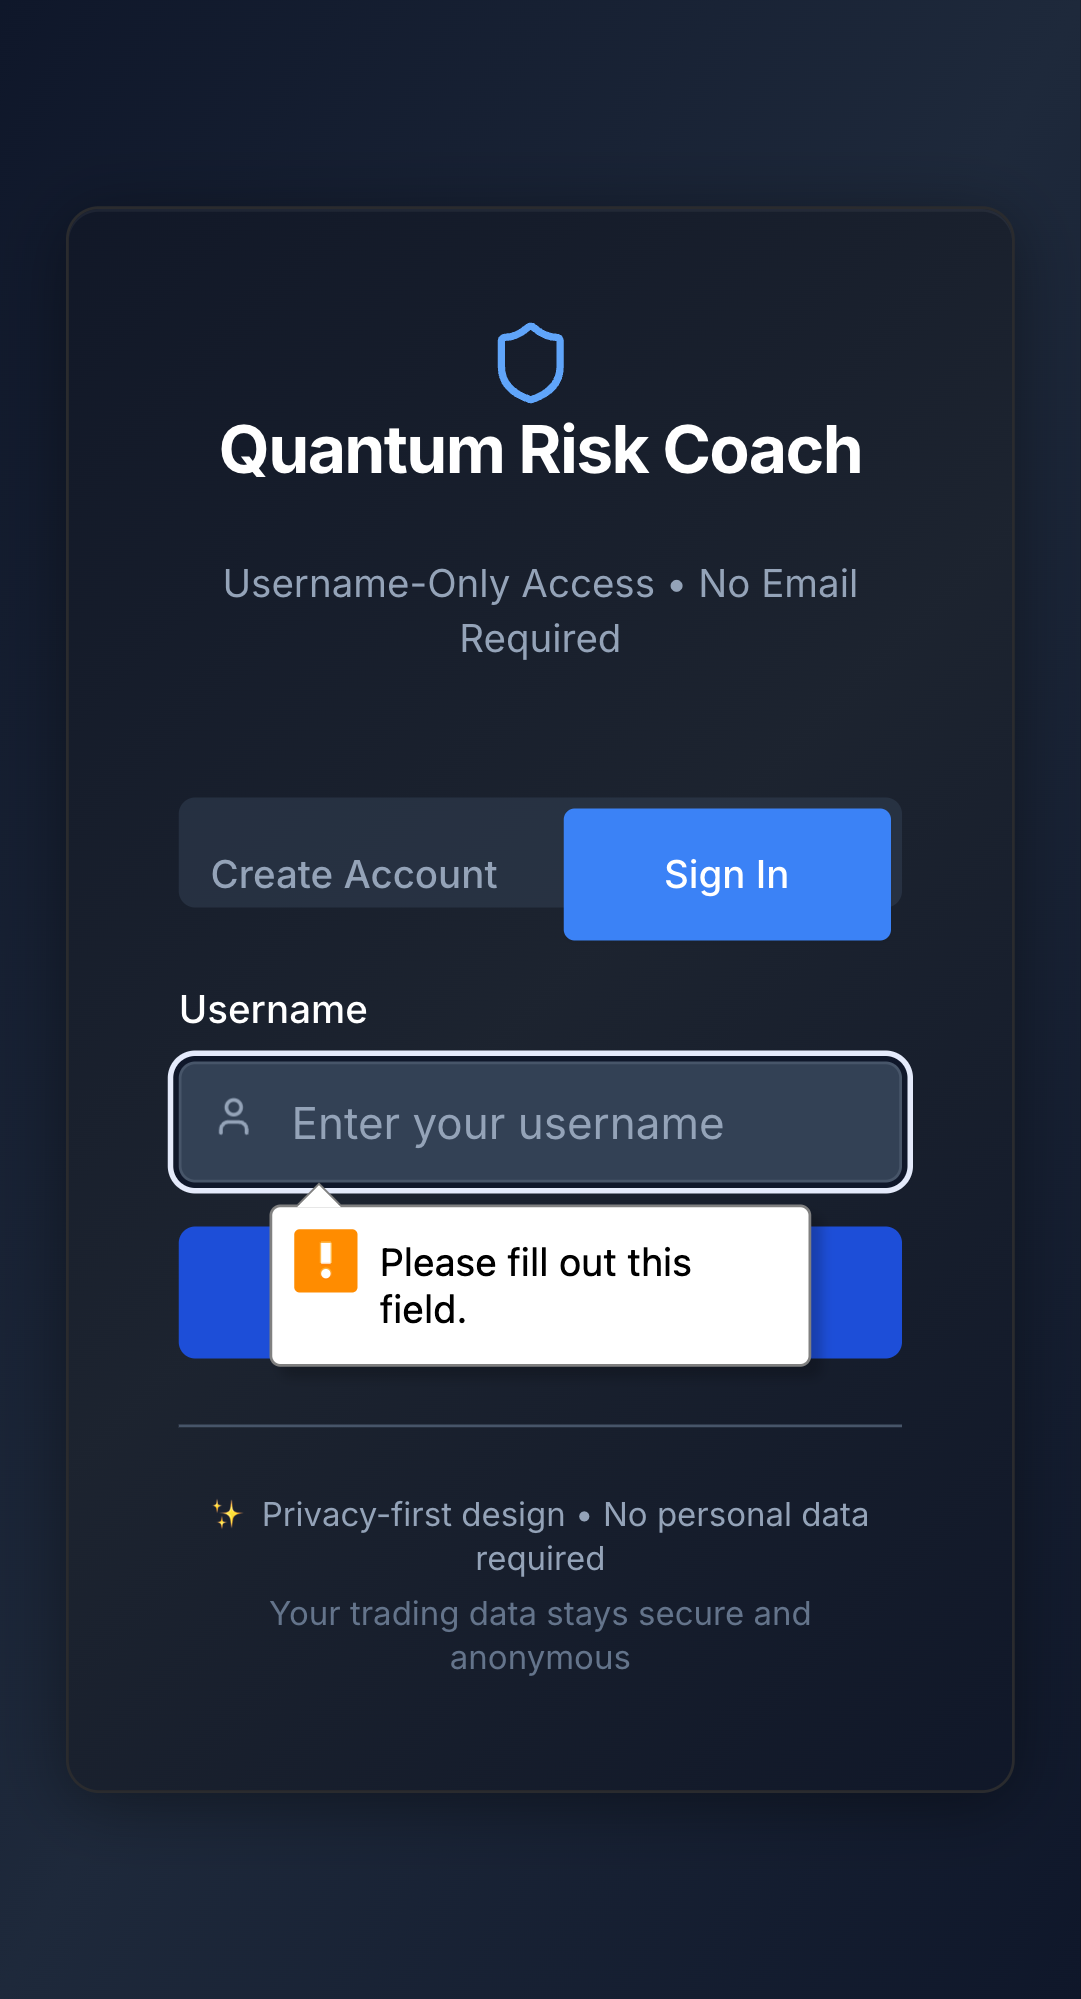 Quantum Risk Coach
Username-Only Access • No Email
Required
Create Account
Sign In
Username
Enter your username
Please fill out this
field.
✨ Privacy-first design • No personal data
required
Your trading data stays secure and
anonymous